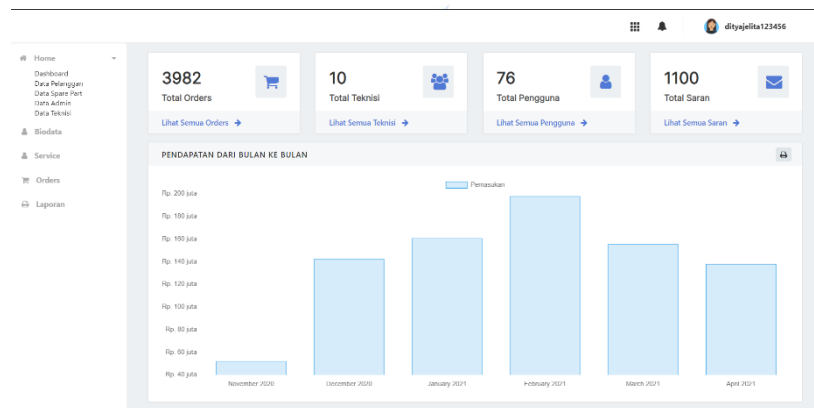 dityajelita123456
Home
Dashboard
Data Pelanggan
Data Spare Part
Data Admin
Data Teknisi
Biodata
Service
Orders
Laporan
3982
Total Orders
Lihat Semua Orders
10
Total Teknisi
Lihat Semua Teknisi
76
Total Pengguna
Lihat Semua Pengguna
1100
Total Saran
Lihat Semua Saran
PENDAPATAN DARI BULAN KE BULAN
Pemasukan
Rp. 200 juta
Rp. 180 juta
Rp. 160 juta
Rp. 140 juta
Rp. 120 juta
Rp. 100 juta
Rp. 80 juta
Rp. 60 juta
Rp. 40 juta
November 2020 December 2020 January 2021 February 2021 March 2021 April 2021